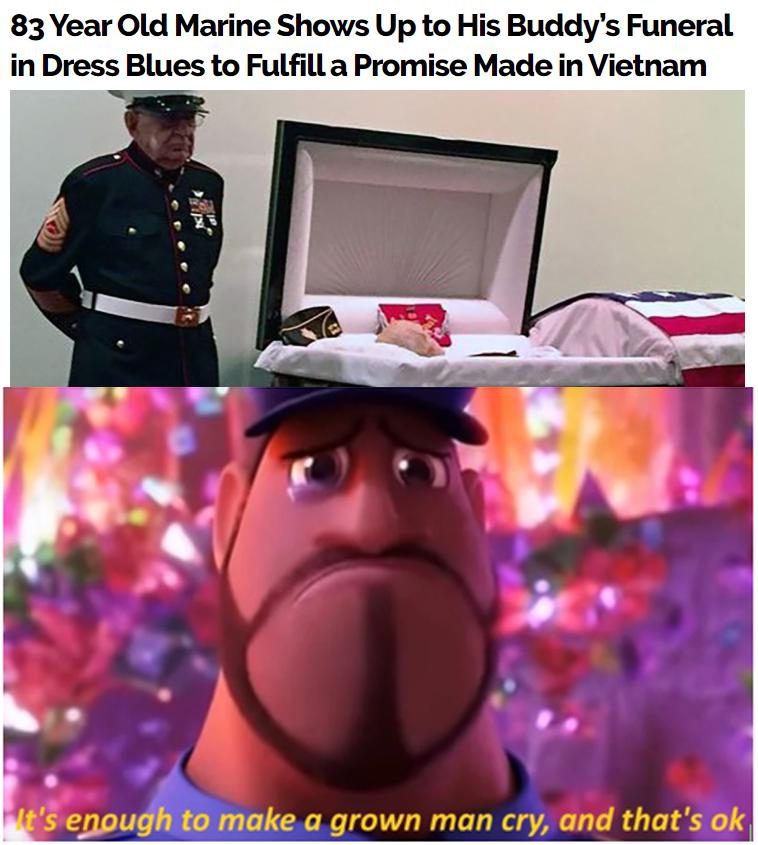 83 Year Old Marine Shows Up to His Buddy’s Funeral
in Dress Blues to Fulfill a Promise Made in Vietnam
It's enough to make a grown man cry, and that's ok